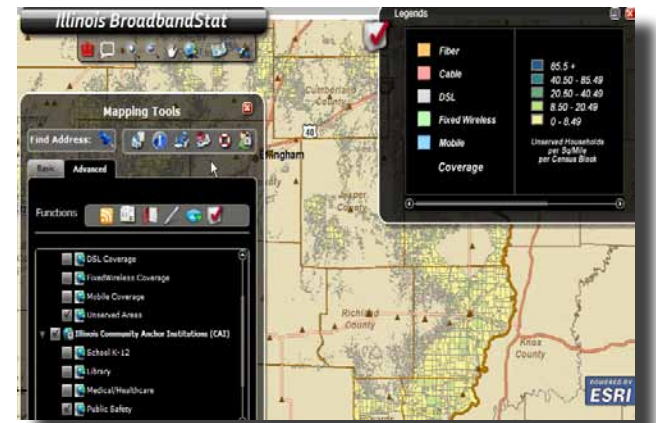 Illinois BroadbandStat
Legends
Fiber
Cable
DSL
Fixed Wireless
Mobile
Coverage
85.5 +
40.50 - 85.49
20.50 - 40.49
8.50 - 20.49
0 - 8.49
Unserved Households
per Sq/Mile
per Census Block
Mapping Tools
Find Address:
Basic
Advanced
Functions
DSL Coverage
FixedWireless Coverage
Mobile Coverage
Unserved Areas
Illinois Community Anchor Institutions (CAI)
School K-12
Library
Medical/Healthcare
Public Safety
Cumberland
County
40
Effingham
Jasper
County
Richland
County
Knox
County
POWERED BY
ESRI